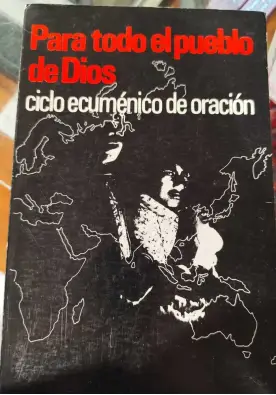 Para todo el pueblo
de Dios
ciclo ecuménico de oración